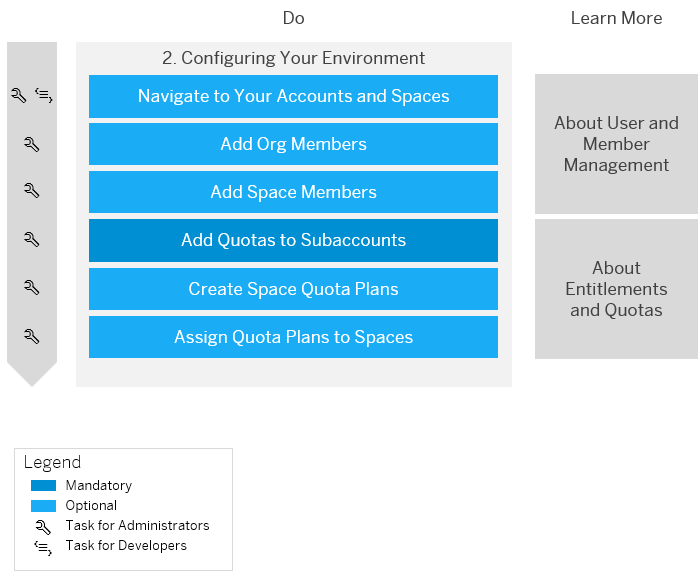 Do
Learn More
2. Configuring Your Environment
Navigate to Your Accounts and Spaces
Add Org Members
Add Space Members
Add Quotas to Subaccounts
Create Space Quota Plans
Assign Quota Plans to Spaces
About User and
Member
Management
About
Entitlements
and Quotas
Legend
Mandatory
Optional
Task for Administrators
Task for Developers